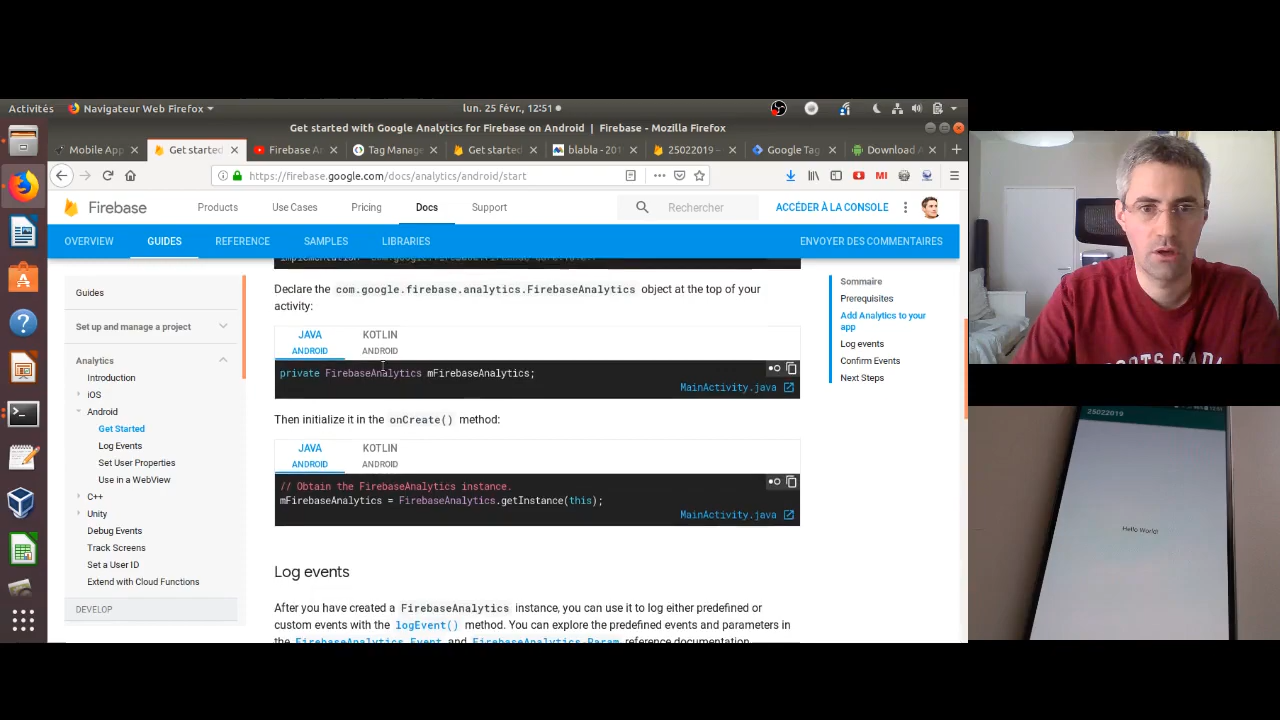 Activités
Navigateur Web Firefox
lun. 25 févr., 12:51
Get started with Google Analytics for Firebase on Android | Firebase - Mozilla Firefox
Mobile App
Get started
Firebase A
Tag Manage
Get started
blabla - 201
25022019 –
Google Tag
Download A
https://firebase.google.com/docs/analytics/android/start
Firebase
Products
Use Cases
Pricing
Docs
Support
Rechercher
ACCÉDER À LA CONSOLE
OVERVIEW
GUIDES
REFERENCE
SAMPLES
LIBRARIES
ENVOYER DES COMMENTAIRES
Guides
Set up and manage a project
Analytics
Introduction
iOS
Android
Get Started
Log Events
Set User Properties
Use in a WebView
C++
Unity
Debug Events
Track Screens
Set a User ID
Extend with Cloud Functions
DEVELOP
Declare the com.google.firebase.analytics.FirebaseAnalytics object at the top of your
activity:
JAVA
ANDROID
KOTLIN
ANDROID
private FirebaseAnalytics mFirebaseAnalytics;
MainActivity.java
Then initialize it in the onCreate() method:
JAVA
ANDROID
KOTLIN
ANDROID
// Obtain the FirebaseAnalytics instance.
mFirebaseAnalytics = FirebaseAnalytics.getInstance(this);
MainActivity.java
Log events
After you have created a FirebaseAnalytics instance, you can use it to log either predefined or
custom events with the logEvent() method. You can explore the predefined events and parameters in
the FirebaseAnalytics.Event and FirebaseAnalytics.Param reference documentation.
Sommaire
Prerequisites
Add Analytics to your
app
Log events
Confirm Events
Next Steps
25022019
Hello World!